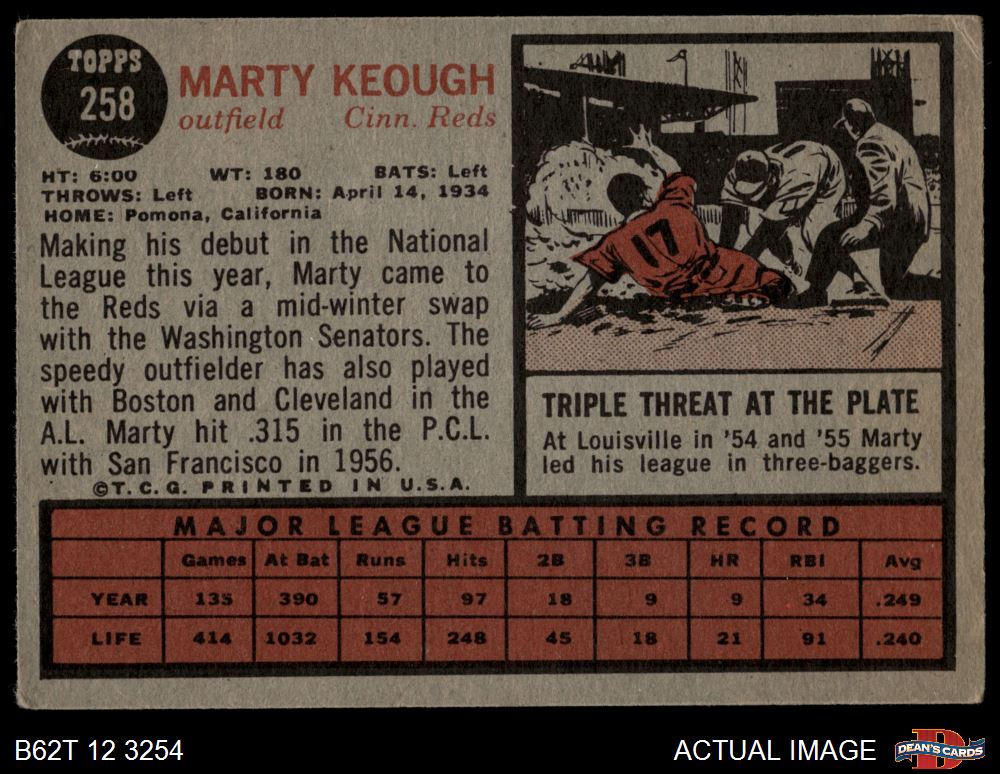 TOPPS
258
MARTY KEOUGH
outfield Cinn. Reds
HT: 6:00 WT: 180 BATS: Left
THROWS: Left BORN: April 14, 1934
HOME: Pomona, California
Making his debut in the National
League this year, Marty came to
the Reds via a mid-winter swap
with the Washington Senators. The
speedy outfielder has also played
with Boston and Cleveland in the
A.L. Marty hit .315 in the P.C.L.
with San Francisco in 1956.
©T.C.G. PRINTED IN U.S.A.
17
TRIPLE THREAT AT THE PLATE
At Louisville in '54 and '55 Marty
led his league in three-baggers.
MAJOR LEAGUE BATTING RECORD
Games At Bat Runs Hits 2B 3B HR RBI Avg
YEAR 135 390 57 97 18 9 9 34 .249
LIFE 414 1032 154 248 45 18 21 91 .240
B62T 12 3254 ACTUAL IMAGE
D
DEAN'S CARDS